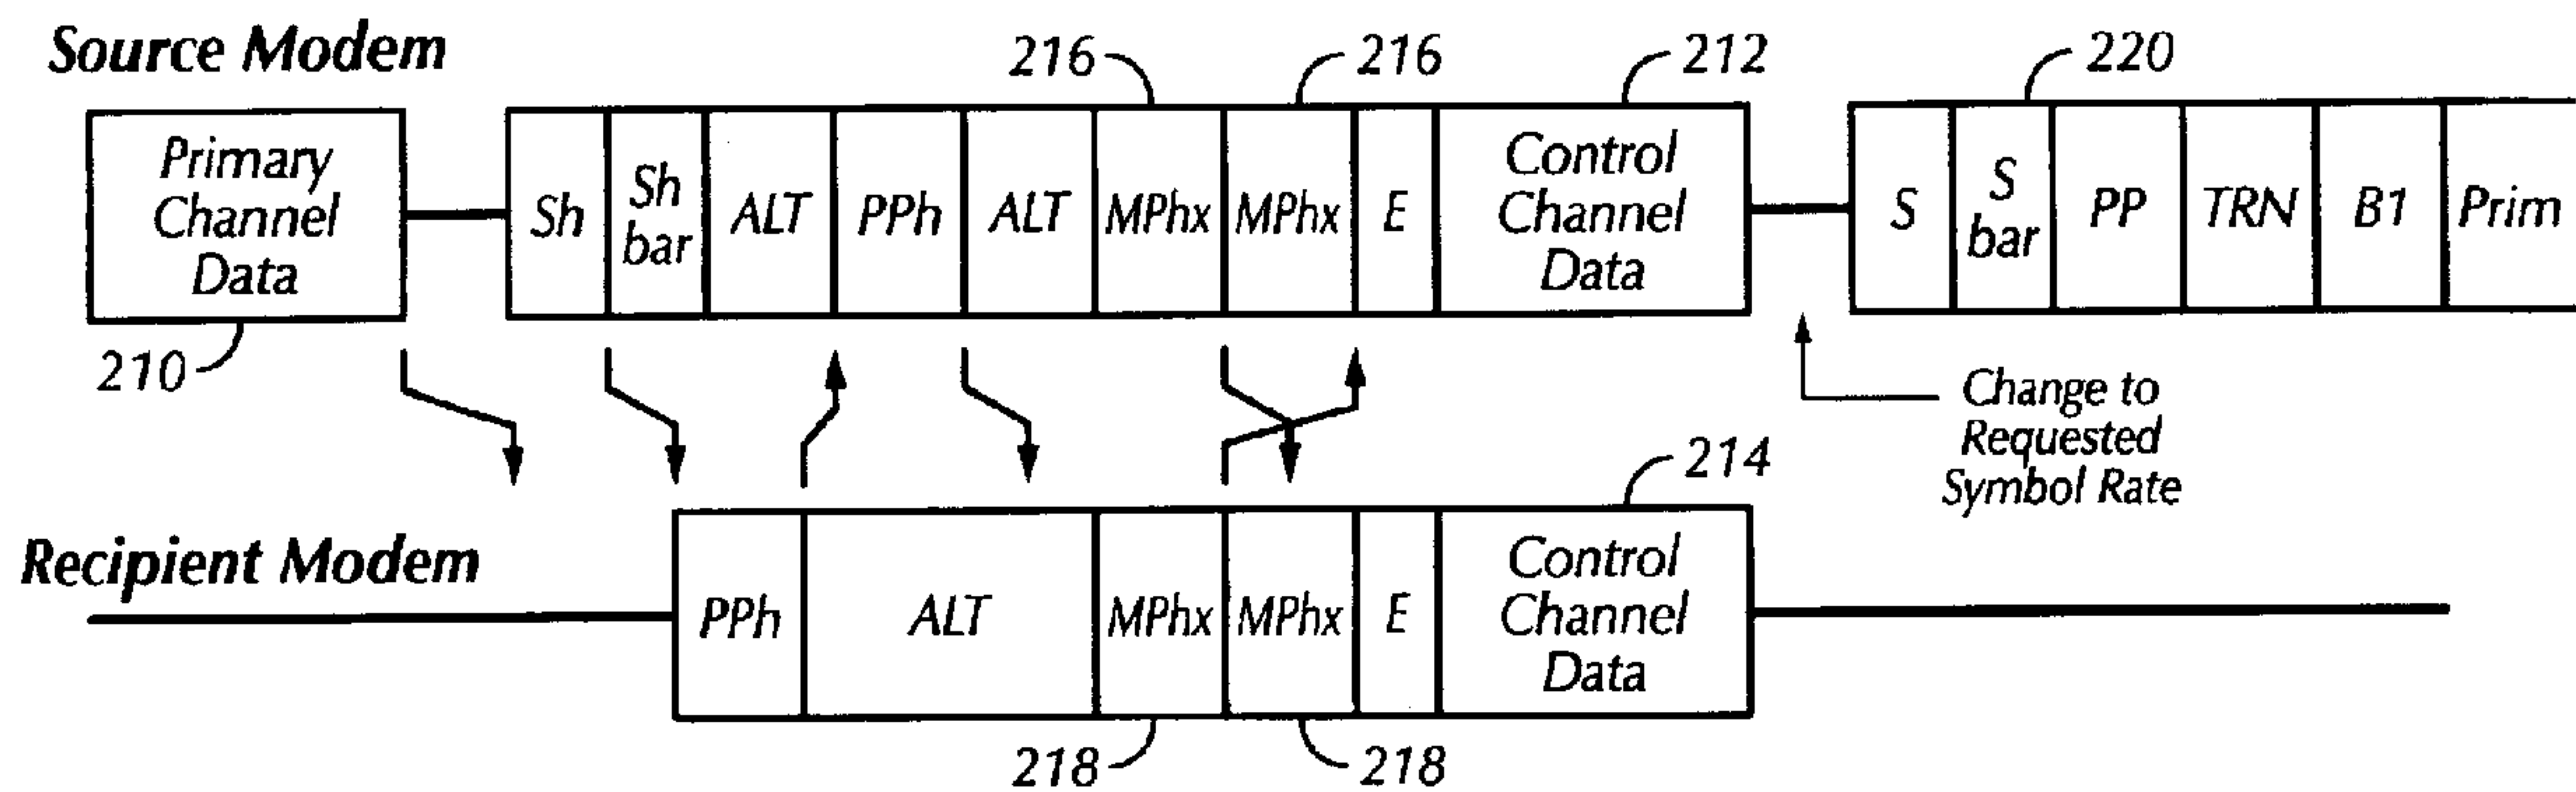 Source Modem
216
216
212
220
Primary
Channel
Data
Sh
Sh
bar
ALT
PPh
ALT
MPhx
MPhx
E
Control
Channel
Data
S
S
bar
PP
TRN
B1
Prim
210
Change to
Requested
Symbol Rate
214
Recipient Modem
PPh
ALT
MPhx
MPhx
E
Control
Channel
Data
218
218